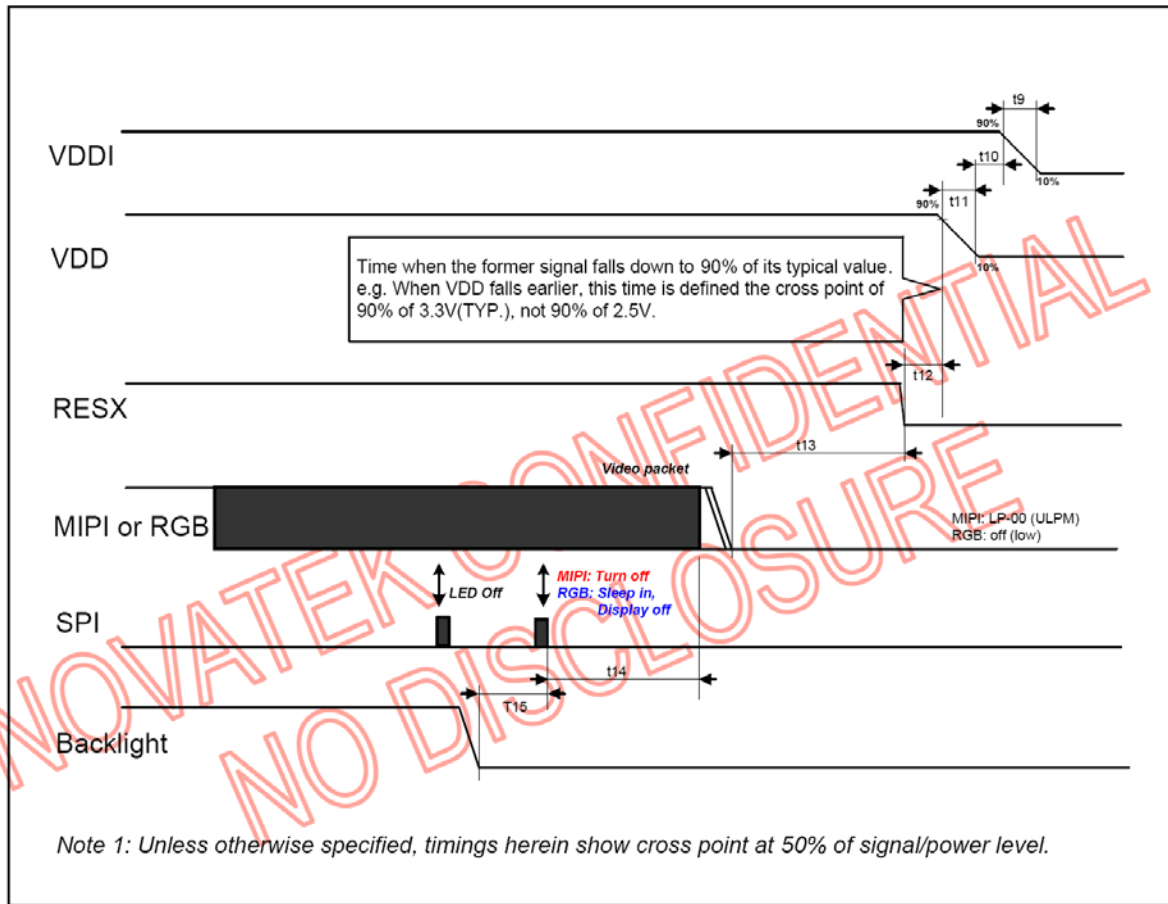 t9
90%
VDDI
t10
10%
t11
90%
VDD
10%
Time when the former signal falls down to 90% of its typical value.
e.g. When VDD falls earlier, this time is defined the cross point of
90% of 3.3V(TYP.), not 90% of 2.5V.
t12
RESX
t13
Video packet
MIPI or RGB
MIPI: LP-00 (ULPM)
RGB: off (low)
LED Off
MIPI: Turn off
RGB: Sleep in,
Display off
SPI
t14
T15
Backlight
NOVATEK CONFIDENTIAL
NO DISCLOSURE
Note 1: Unless otherwise specified, timings herein show cross point at 50% of signal/power level.